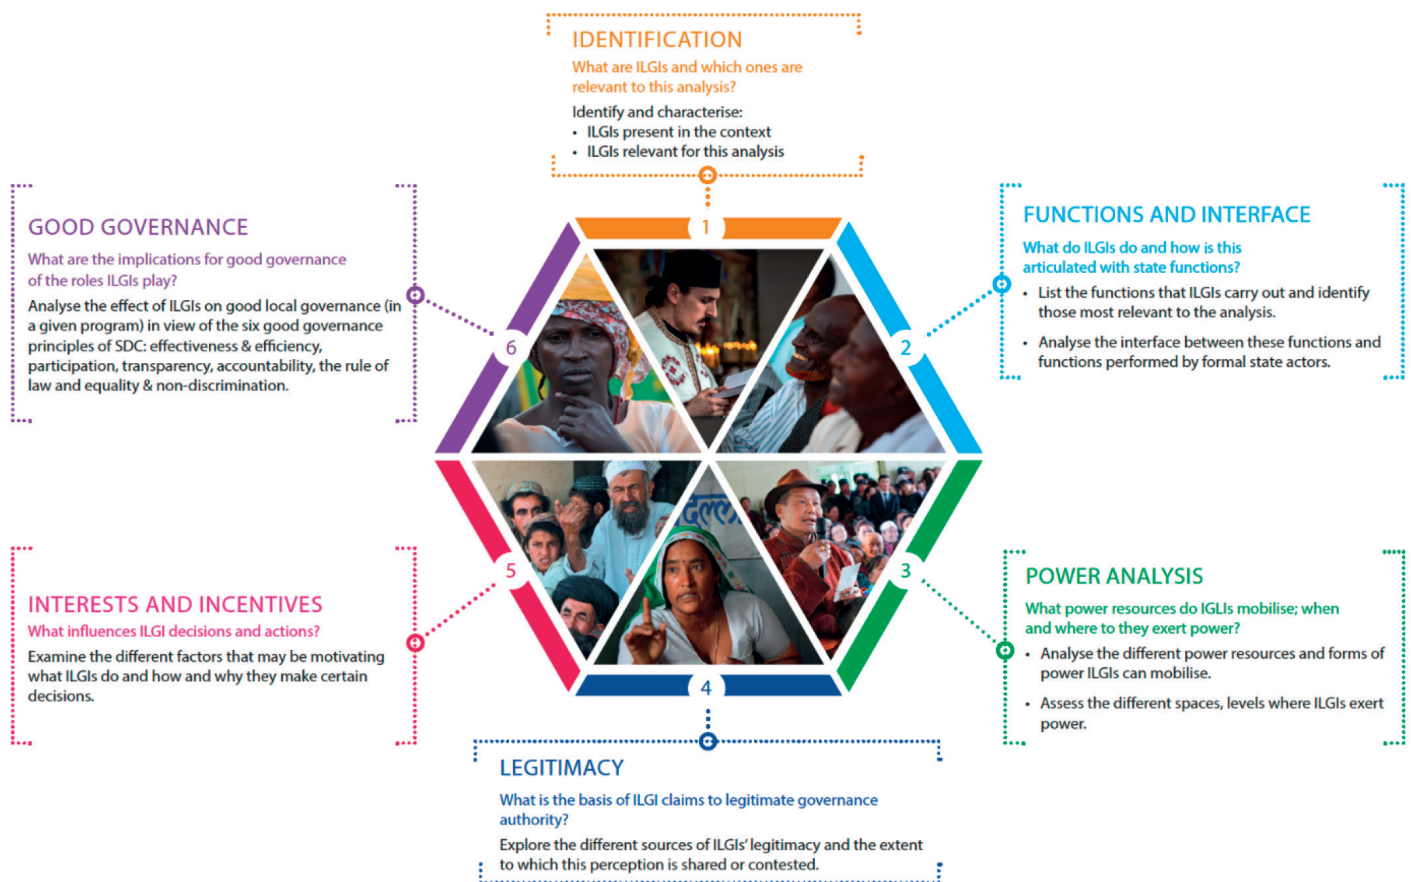 IDENTIFICATION
What are ILGIs and which ones are
relevant to this analysis?
Identify and characterise:
• ILGIs present in the context
• ILGIs relevant for this analysis
1
FUNCTIONS AND INTERFACE
What do ILGIs do and how is this
articulated with state functions?
• List the functions that ILGIs carry out and identify
those most relevant to the analysis.
• Analyse the interface between these functions and
functions performed by formal state actors.
2
POWER ANALYSIS
What power resources do IGLIs mobilise; when
and where to they exert power?
• Analyse the different power resources and forms of
power ILGIs can mobilise.
• Assess the different spaces, levels where ILGIs exert
power.
3
LEGITIMACY
What is the basis of ILGI claims to legitimate governance
authority?
Explore the different sources of ILGIs' legitimacy and the extent
to which this perception is shared or contested.
4
INTERESTS AND INCENTIVES
What influences ILGI decisions and actions?
Examine the different factors that may be motivating
what ILGIs do and how and why they make certain
decisions.
5
GOOD GOVERNANCE
What are the implications for good governance
of the roles ILGIs play?
Analyse the effect of ILGIs on good local governance (in
a given program) in view of the six good governance
principles of SDC: effectiveness & efficiency,
participation, transparency, accountability, the rule of
law and equality & non-discrimination.
6